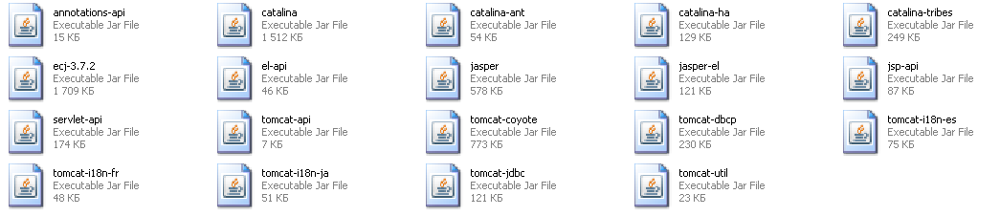 annotations-api
Executable Jar File
15 КБ
catalina
Executable Jar File
1 512 КБ
catalina-ant
Executable Jar File
54 КБ
catalina-ha
Executable Jar File
129 КБ
catalina-tribes
Executable Jar File
249 КБ
ecj-3.7.2
Executable Jar File
1 709 КБ
el-api
Executable Jar File
46 КБ
jasper
Executable Jar File
578 КБ
jasper-el
Executable Jar File
121 КБ
jsp-api
Executable Jar File
87 КБ
servlet-api
Executable Jar File
174 КБ
tomcat-api
Executable Jar File
7 КБ
tomcat-coyote
Executable Jar File
773 КБ
tomcat-dbcp
Executable Jar File
230 КБ
tomcat-i18n-es
Executable Jar File
75 КБ
tomcat-i18n-fr
Executable Jar File
48 КБ
tomcat-i18n-ja
Executable Jar File
51 КБ
tomcat-jdbc
Executable Jar File
121 КБ
tomcat-util
Executable Jar File
23 КБ